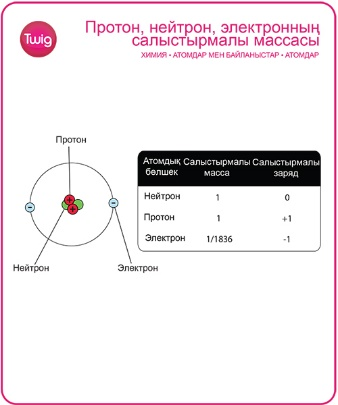 Twig
Протон, нейтрон, электронның
салыстырмалы массасы
ХИМИЯ • АТОМДАР МЕН БАЙЛАНЫСТАР • АТОМДАР
Протон
Нейтрон
Электрон
Атомдық Салыстырмалы Салыстырмалы
бөлшек масса заряд
Нейтрон 1 0
Протон 1 +1
Электрон 1/1836 -1